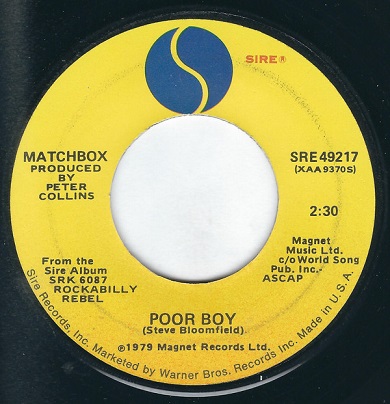 SIRE®
MATCHBOX
PRODUCED
BY
PETER
COLLINS
SRE 49217
(XAA 9370S)
2:30
From the
Sire Album
SRK 6087
ROCKABILLY
REBEL
Magnet
Music Ltd.
c/o World Song
Pub. Inc.-
ASCAP
POOR BOY
(Steve Bloomfield)
℗1979 Magnet Records Ltd.
Sire Records, Inc. Marketed by Warner Bros. Records Inc. Made in U.S.A.